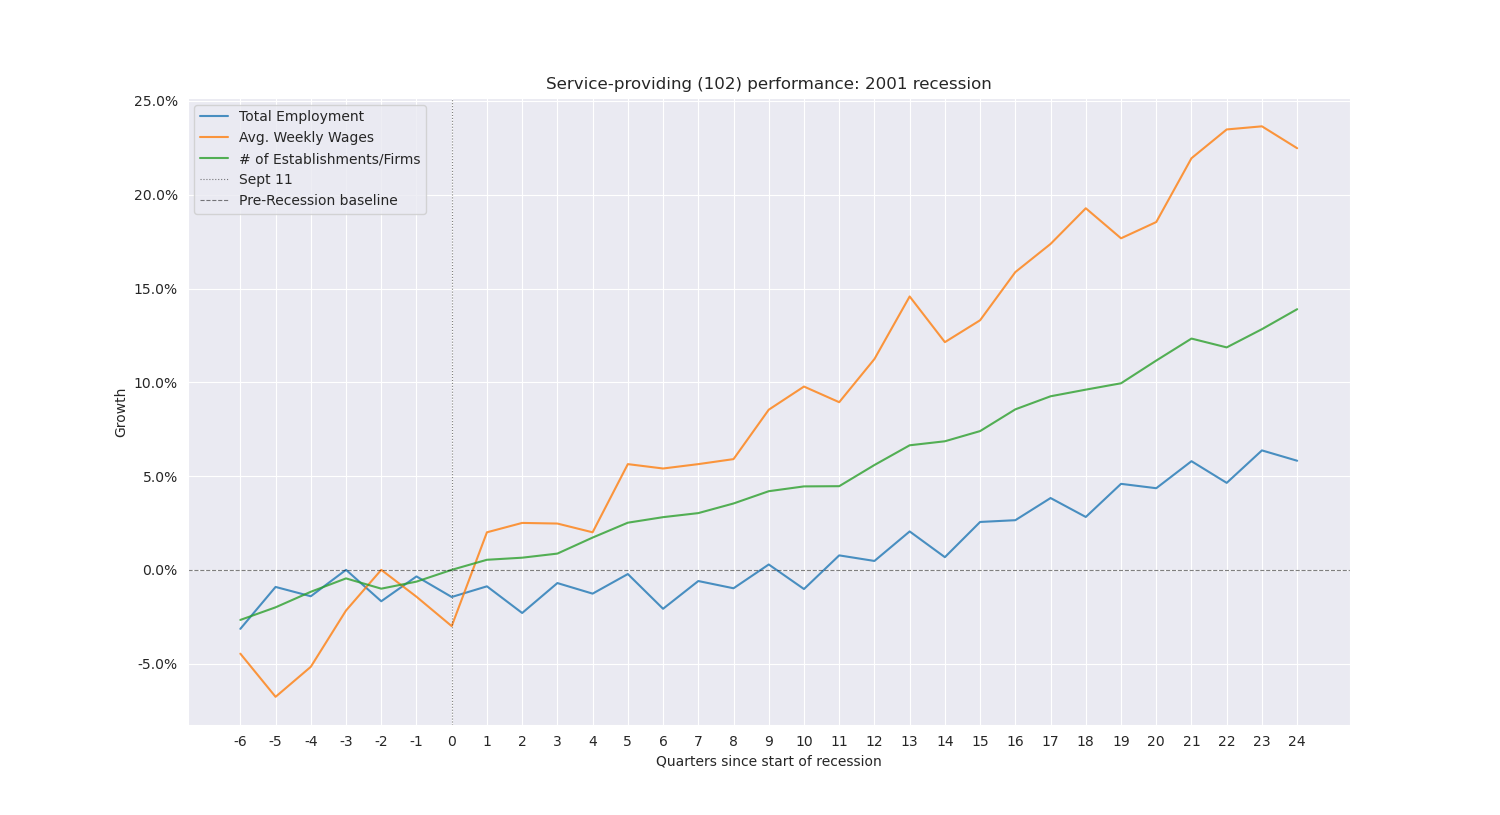 Service-providing (102) performance: 2001 recession
Total Employment
Avg. Weekly Wages
# of Establishments/Firms
Sept 11
Pre-Recession baseline
25.0%
20.0%
15.0%
10.0%
5.0%
0.0%
-5.0%
Growth
-6 -5 -4 -3 -2 -1 0 1 2 3 4 5 6 7 8 9 10 11 12 13 14 15 16 17 18 19 20 21 22 23 24
Quarters since start of recession